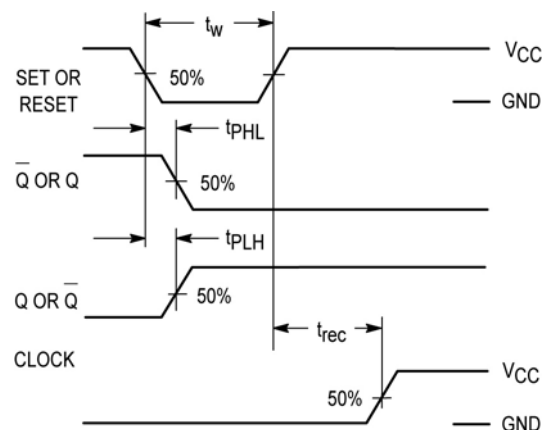 tw
VCC
50%
SET OR
RESET
GND
tPHL
Q̅ OR Q
50%
tPLH
Q OR Q̅
50%
trec
CLOCK
VCC
50%
GND